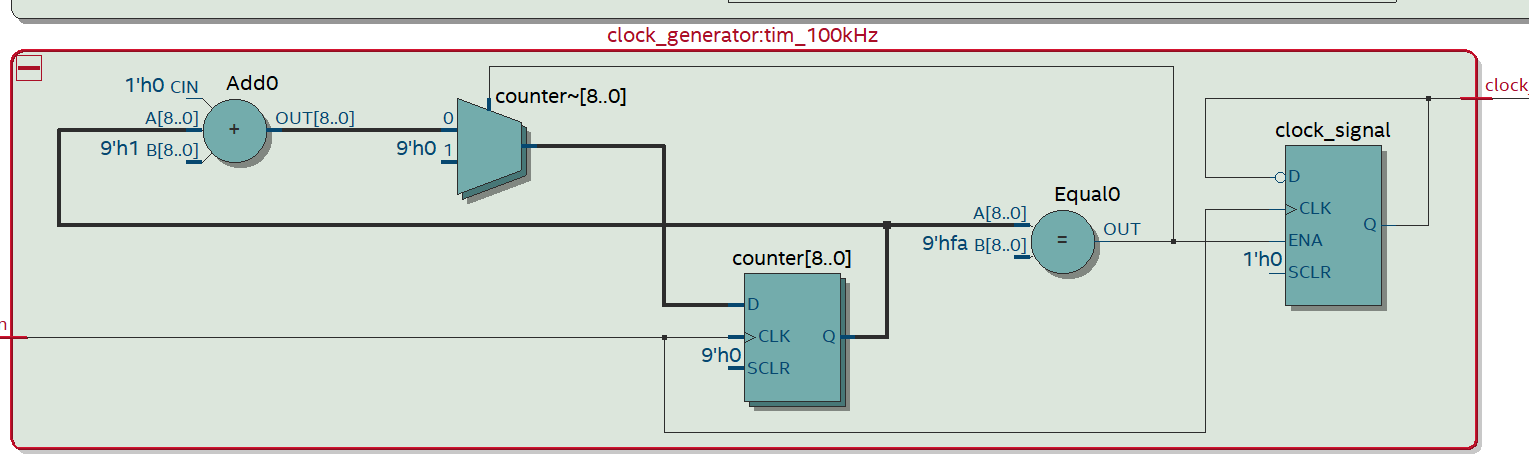 clock_generator:tim_100kHz
1'h0 CIN
Add0
A[8..0]
OUT[8..0]
+
9'h1 B[8..0]
counter~[8..0]
0
9'h0 1
clock_
clock_signal
D
CLK
ENA
1'h0
SCLR
Q
Equal0
A[8..0]
9'hfa B[8..0]
=
OUT
counter[8..0]
D
CLK
Q
9'h0
SCLR
n